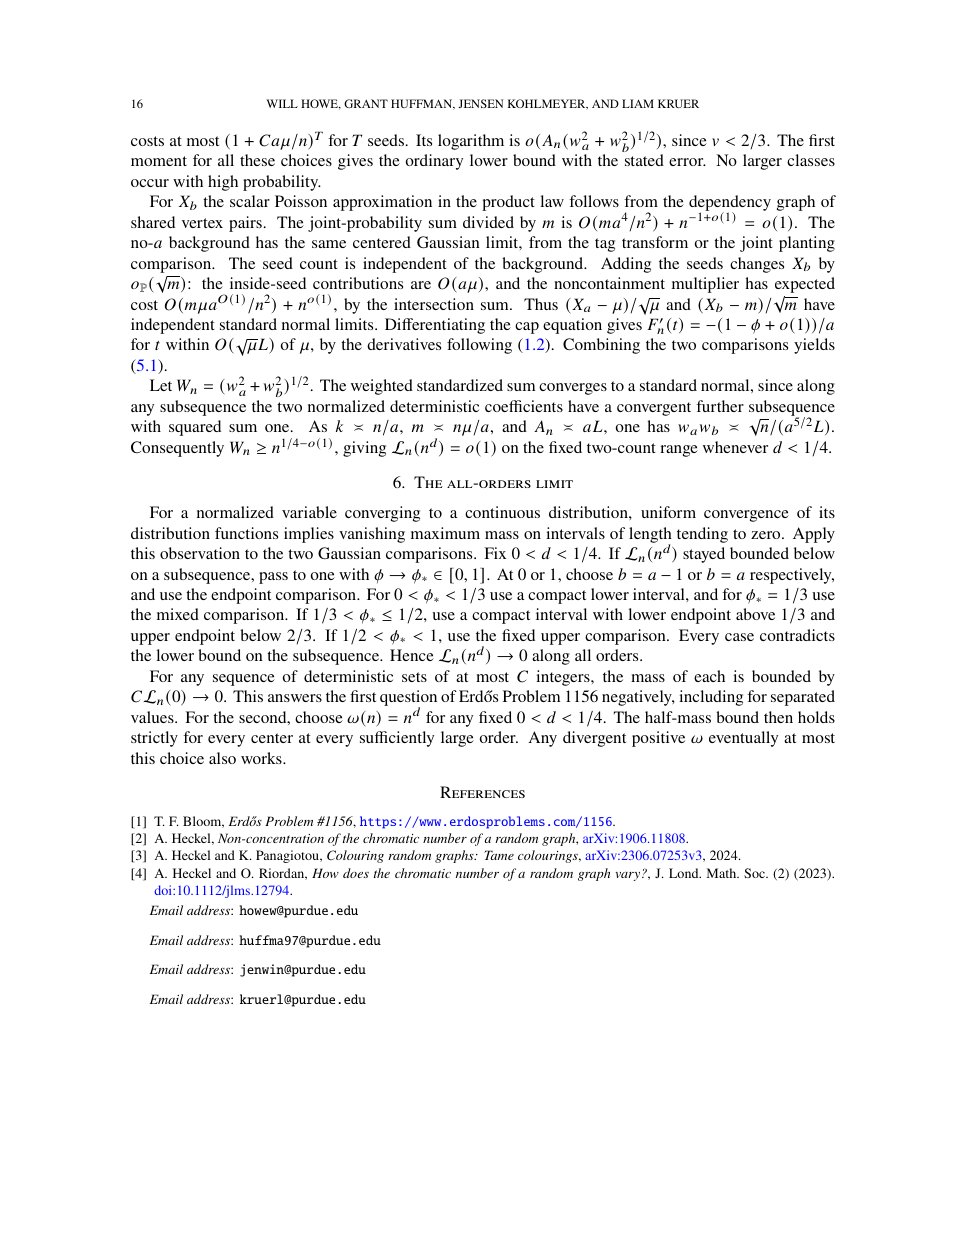 16 WILL HOWE, GRANT HUFFMAN, JENSEN KOHLMEYER, AND LIAM KRUER
costs at most (1 + Caμ/n)^T for T seeds. Its logarithm is o(A_n(w_a^2 + w_b^2)^{1/2}), since ν < 2/3. The first
moment for all these choices gives the ordinary lower bound with the stated error. No larger classes
occur with high probability.
For X_b the scalar Poisson approximation in the product law follows from the dependency graph of
shared vertex pairs. The joint-probability sum divided by m is O(ma^4/n^2) + n^{-1+o(1)} = o(1). The
no-a background has the same centered Gaussian limit, from the tag transform or the joint planting
comparison. The seed count is independent of the background. Adding the seeds changes X_b by
o_ℙ(√m): the inside-seed contributions are O(aμ), and the noncontainment multiplier has expected
cost O(mμa^{O(1)}/n^2) + n^{o(1)}, by the intersection sum. Thus (X_a − μ)/√μ and (X_b − m)/√m have
independent standard normal limits. Differentiating the cap equation gives F′_n(t) = −(1 − ϕ + o(1))/a
for t within O(√μL) of μ, by the derivatives following (1.2). Combining the two comparisons yields
(5.1).
Let W_n = (w_a^2 + w_b^2)^{1/2}. The weighted standardized sum converges to a standard normal, since along
any subsequence the two normalized deterministic coefficients have a convergent further subsequence
with squared sum one. As k ≍ n/a, m ≍ nμ/a, and A_n ≍ aL, one has w_a w_b ≍ √n/(a^{5/2}L).
Consequently W_n ≥ n^{1/4−o(1)}, giving ℒ_n(n^d) = o(1) on the fixed two-count range whenever d < 1/4.
6. The all-orders limit
For a normalized variable converging to a continuous distribution, uniform convergence of its
distribution functions implies vanishing maximum mass on intervals of length tending to zero. Apply
this observation to the two Gaussian comparisons. Fix 0 < d < 1/4. If ℒ_n(n^d) stayed bounded below
on a subsequence, pass to one with ϕ → ϕ_* ∈ [0, 1]. At 0 or 1, choose b = a − 1 or b = a respectively,
and use the endpoint comparison. For 0 < ϕ_* < 1/3 use a compact lower interval, and for ϕ_* = 1/3 use
the mixed comparison. If 1/3 < ϕ_* ≤ 1/2, use a compact interval with lower endpoint above 1/3 and
upper endpoint below 2/3. If 1/2 < ϕ_* < 1, use the fixed upper comparison. Every case contradicts
the lower bound on the subsequence. Hence ℒ_n(n^d) → 0 along all orders.
For any sequence of deterministic sets of at most C integers, the mass of each is bounded by
Cℒ_n(0) → 0. This answers the first question of Erdős Problem 1156 negatively, including for separated
values. For the second, choose ω(n) = n^d for any fixed 0 < d < 1/4. The half-mass bound then holds
strictly for every center at every sufficiently large order. Any divergent positive ω eventually at most
this choice also works.
References
[1] T. F. Bloom, Erdős Problem #1156, https://www.erdosproblems.com/1156.
[2] A. Heckel, Non-concentration of the chromatic number of a random graph, arXiv:1906.11808.
[3] A. Heckel and K. Panagiotou, Colouring random graphs: Tame colourings, arXiv:2306.07253v3, 2024.
[4] A. Heckel and O. Riordan, How does the chromatic number of a random graph vary?, J. Lond. Math. Soc. (2) (2023).
doi:10.1112/jlms.12794.
Email address: howew@purdue.edu
Email address: huffma97@purdue.edu
Email address: jenwin@purdue.edu
Email address: kruerl@purdue.edu